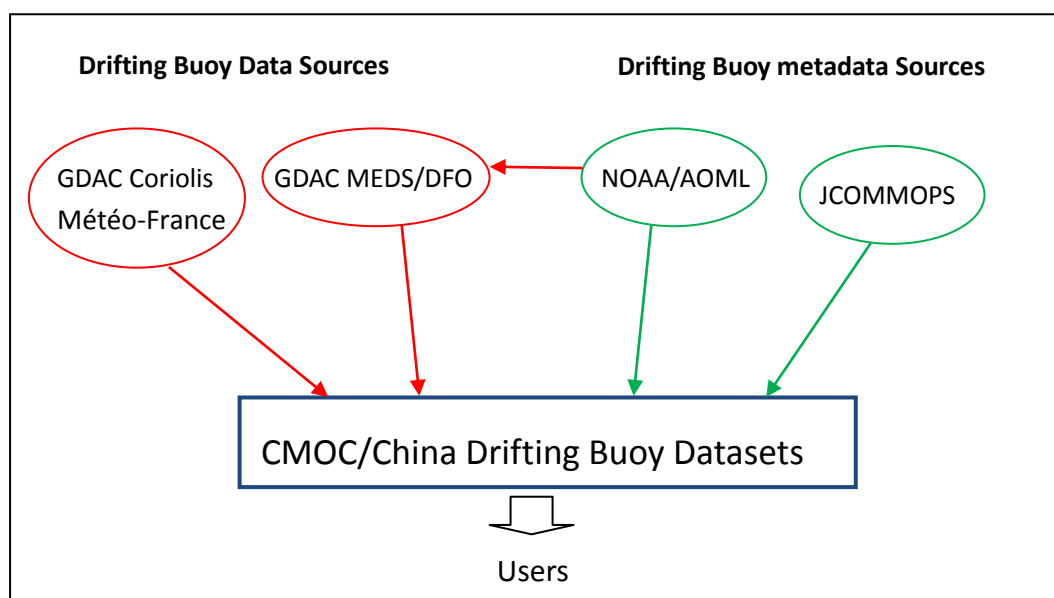 Drifting Buoy Data Sources
Drifting Buoy metadata Sources
GDAC Coriolis
Météo-France
GDAC MEDS/DFO
NOAA/AOML
JCOMMOPS
CMOC/China Drifting Buoy Datasets
Users